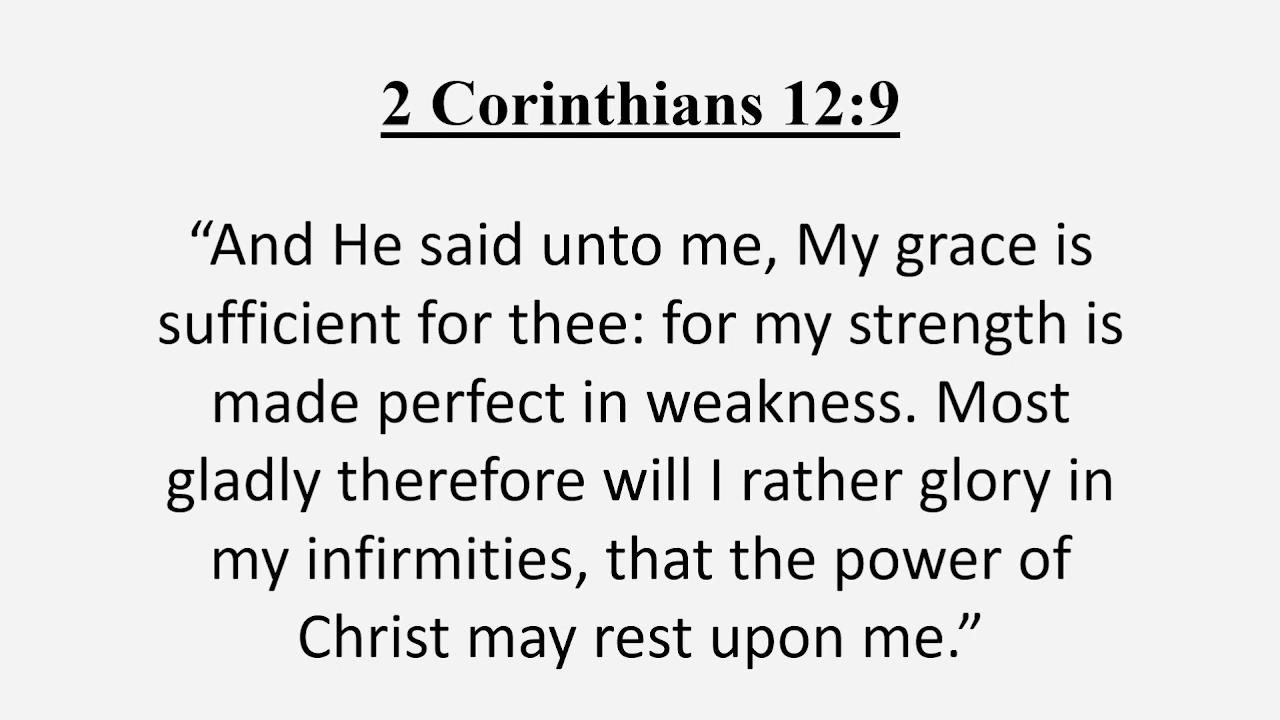 2 Corinthians 12:9
“And He said unto me, My grace is
sufficient for thee: for my strength is
made perfect in weakness. Most
gladly therefore will I rather glory in
my infirmities, that the power of
Christ may rest upon me.”